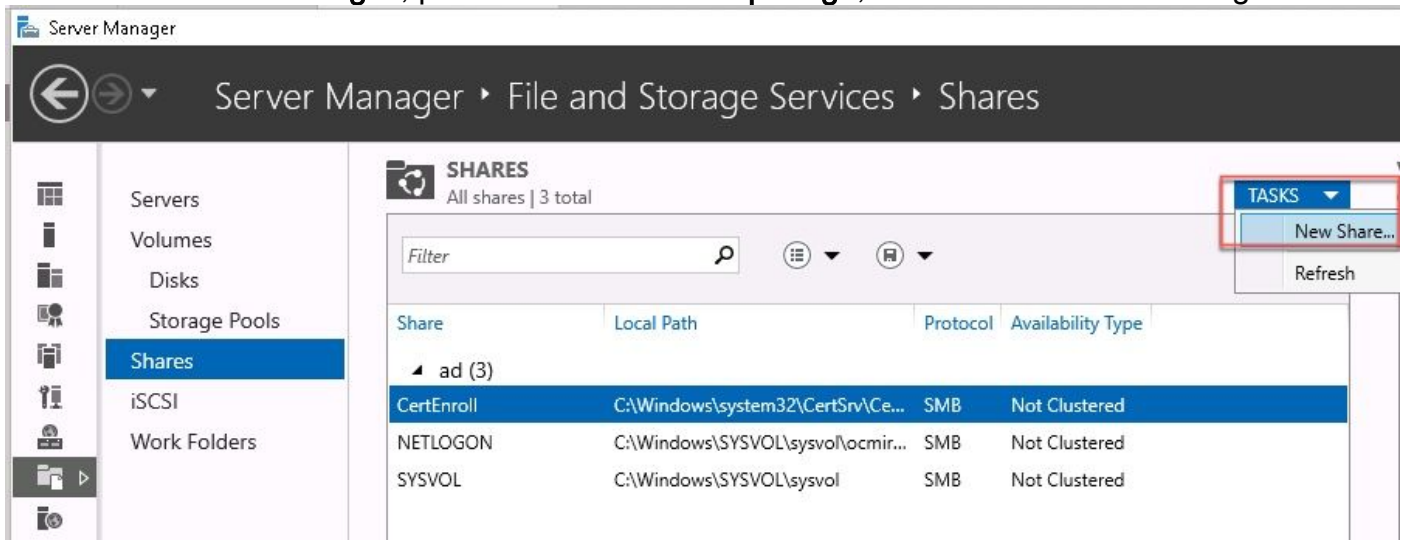 Server Manager
Server Manager • File and Storage Services • Shares
SHARES
All shares | 3 total
TASKS
New Share...
Refresh
Servers
Volumes
Disks
Storage Pools
Shares
iSCSI
Work Folders
Filter
Share Local Path Protocol Availability Type
ad (3)
CertEnroll C:\Windows\system32\CertSrv\Ce... SMB Not Clustered
NETLOGON C:\Windows\SYSVOL\sysvol\ocmir... SMB Not Clustered
SYSVOL C:\Windows\SYSVOL\sysvol SMB Not Clustered